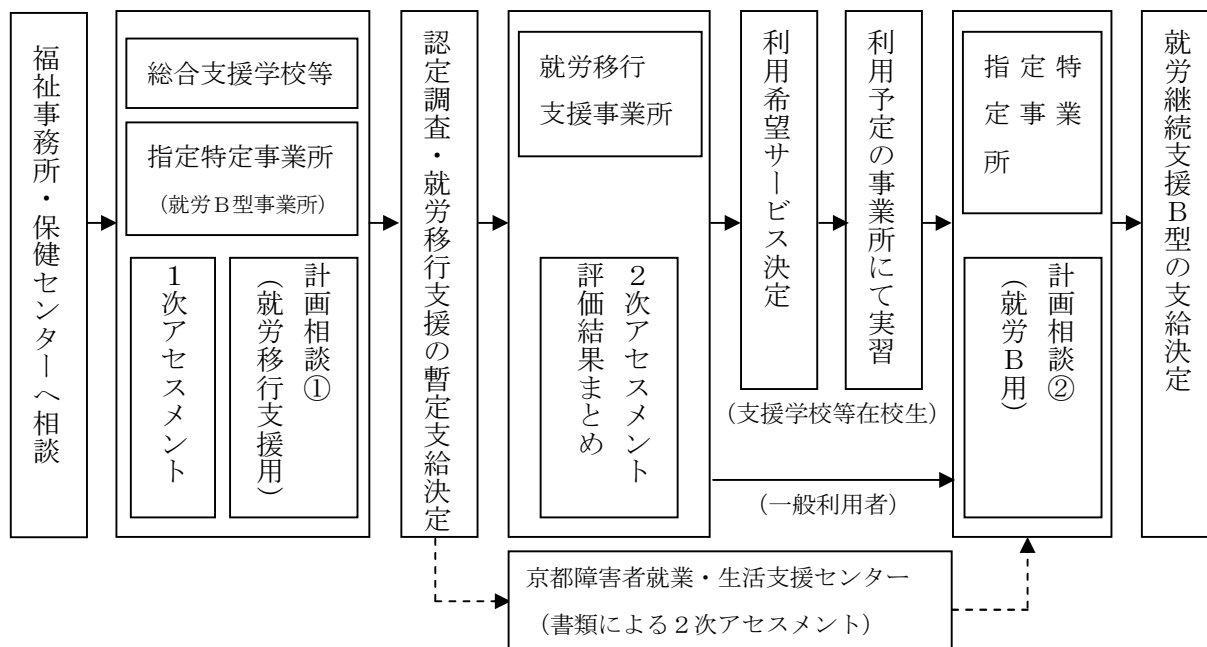 福祉事務所・保健センターへ相談
総合支援学校等
指定特定事業所
（就労Ｂ型事業所）
１次アセスメント
計画相談①
（就労移行支援用）
認定調査・就労移行支援の暫定支給決定
就労移行
支援事業所
２次アセスメント
評価結果まとめ
利用希望サービス決定
利用予定の事業所にて実習
（支援学校等在校生）
（一般利用者）
指定特
定事業
所
計画相談②
（就労Ｂ用）
就労継続支援Ｂ型の支給決定
京都障害者就業・生活支援センター
（書類による２次アセスメント）